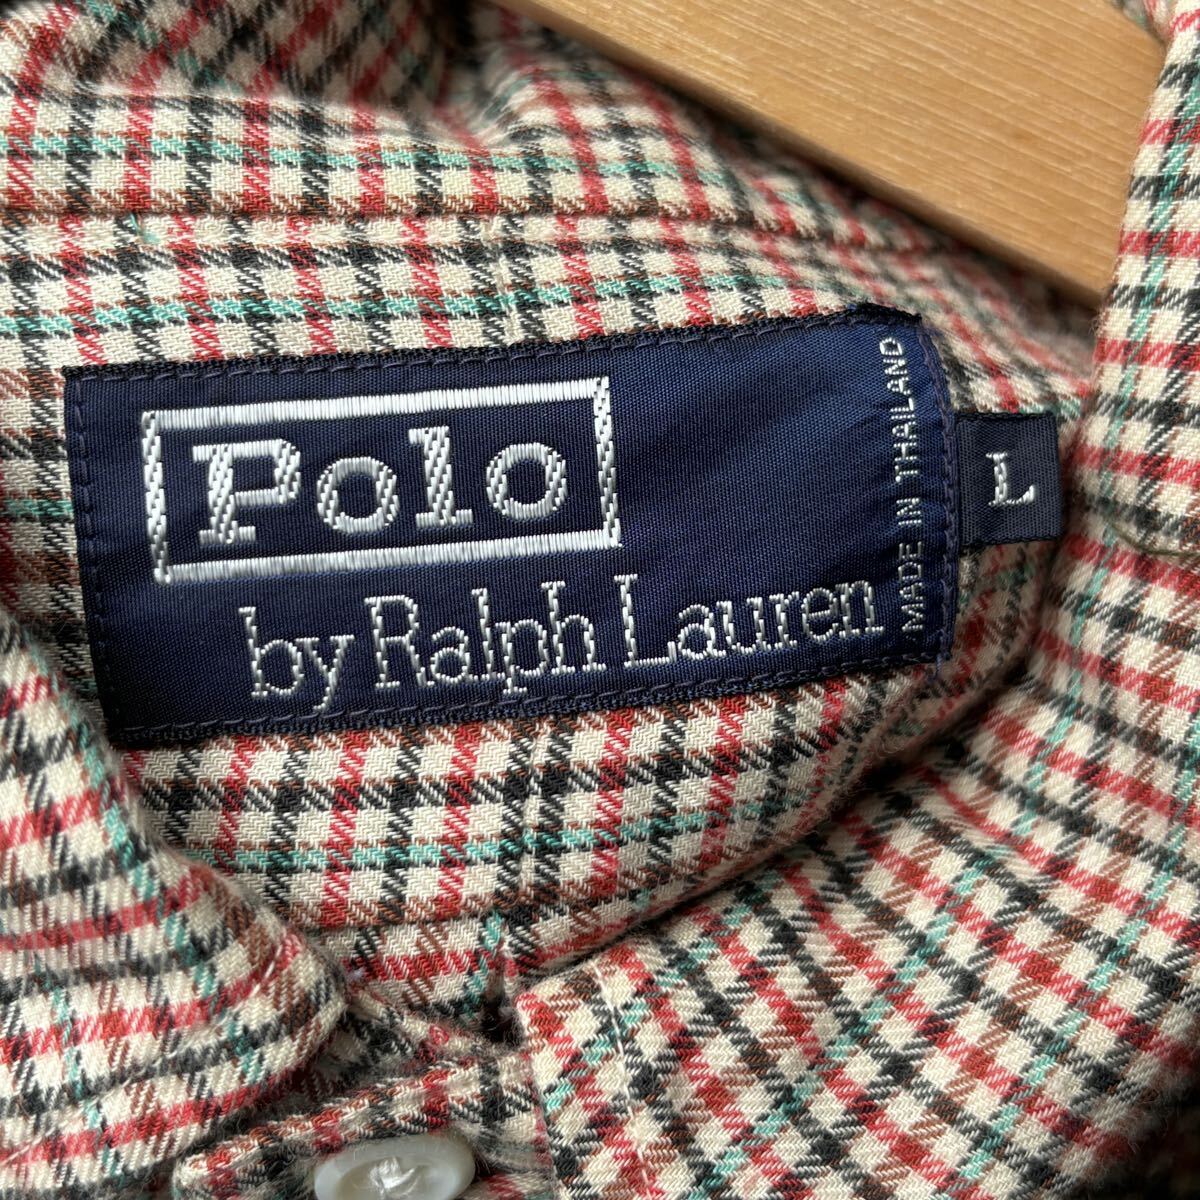 Polo
by Ralph Lauren
MADE IN THAILAND
L